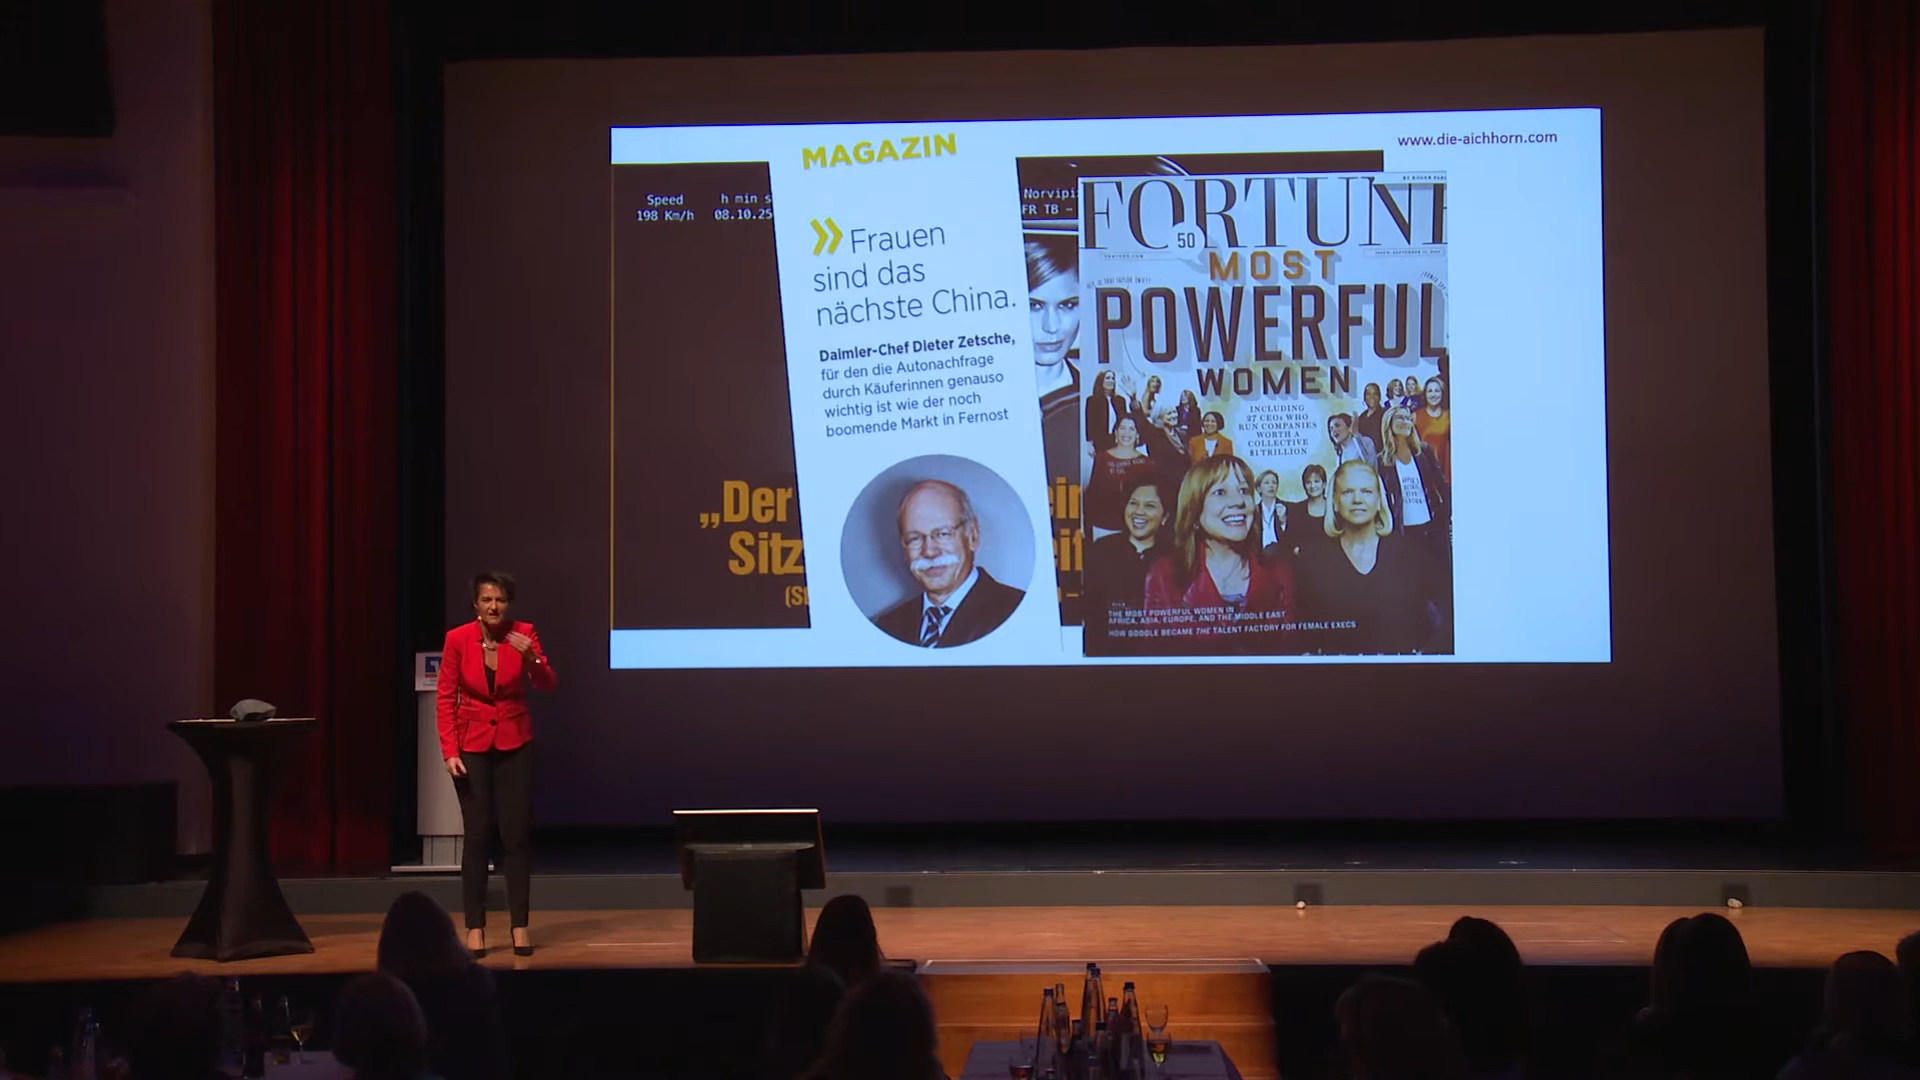 MAGAZIN
www.die-aichhorn.com
Speed
198 Km/h
h min s
08.10.25
» Frauen
sind das
nächste China.
Daimler-Chef Dieter Zetsche,
für den die Autonachfrage
durch Käuferinnen genauso
wichtig ist wie der noch
boomende Markt in Fernost
Norvipi
FR TB –
„Der
Sitz
FORTUNE
50
MOST
POWERFUL
WOMEN
INCLUDING
27 CEOs WHO
RUN COMPANIES
WORTH A
COLLECTIVE
$1 TRILLION
THE MOST POWERFUL WOMEN IN
AFRICA, ASIA, EUROPE, AND THE MIDDLE EAST
HOW GOOGLE BECAME THE TALENT FACTORY FOR FEMALE EXECS